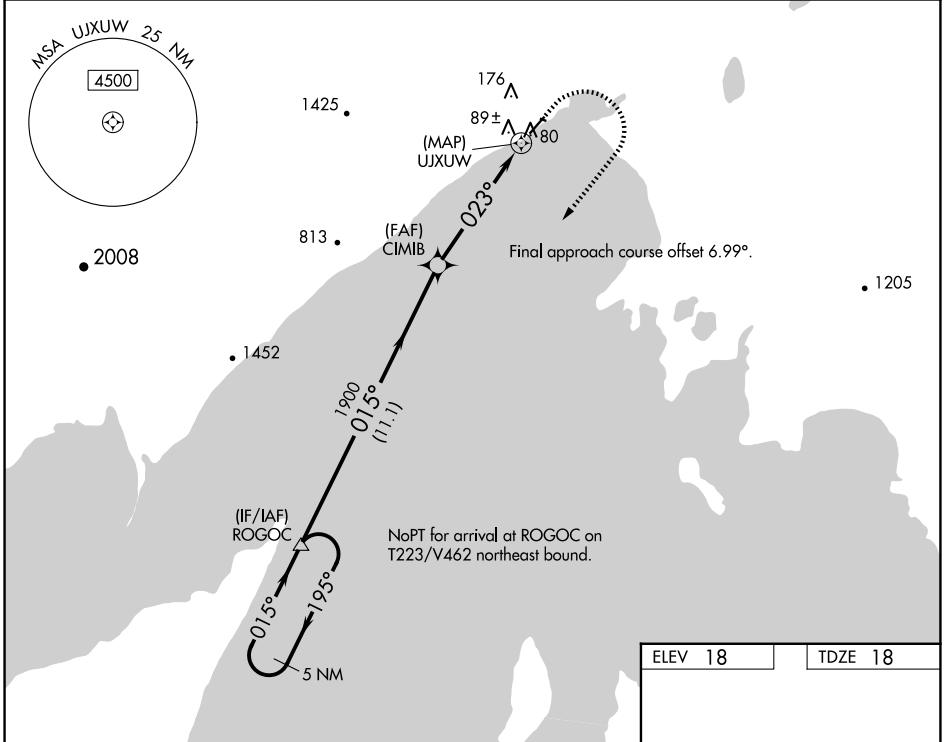 MSA UJXUW 25 NM
4500
1425
176
89±
80
(MAP)
UJXUW
023°
813
(FAF)
CIMIB
Final approach course offset 6.99°.
2008
1205
1452
1900
015°
(11.1)
(IF/IAF)
ROGOC
NoPT for arrival at ROGOC on
T223/V462 northeast bound.
015°
195°
5 NM
ELEV 18
TDZE 18